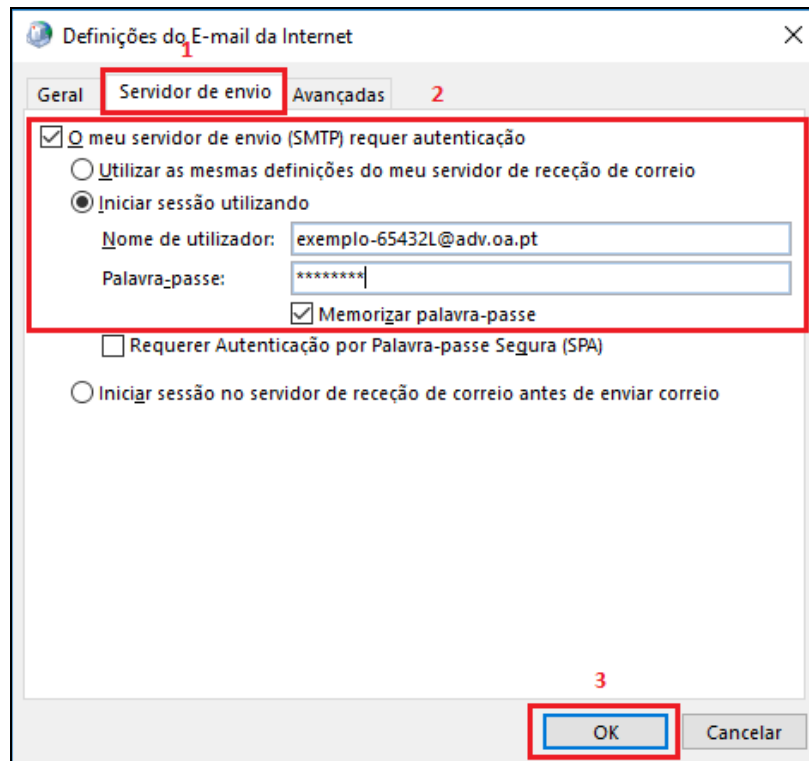 Definições do E-mail da Internet
1
Geral Servidor de envio Avançadas 2
O meu servidor de envio (SMTP) requer autenticação
Utilizar as mesmas definições do meu servidor de receção de correio
Iniciar sessão utilizando
Nome de utilizador: exemplo-65432L@adv.oa.pt
Palavra-passe: ********
Memorizar palavra-passe
Requerer Autenticação por Palavra-passe Segura (SPA)
Iniciar sessão no servidor de receção de correio antes de enviar correio
3
OK Cancelar